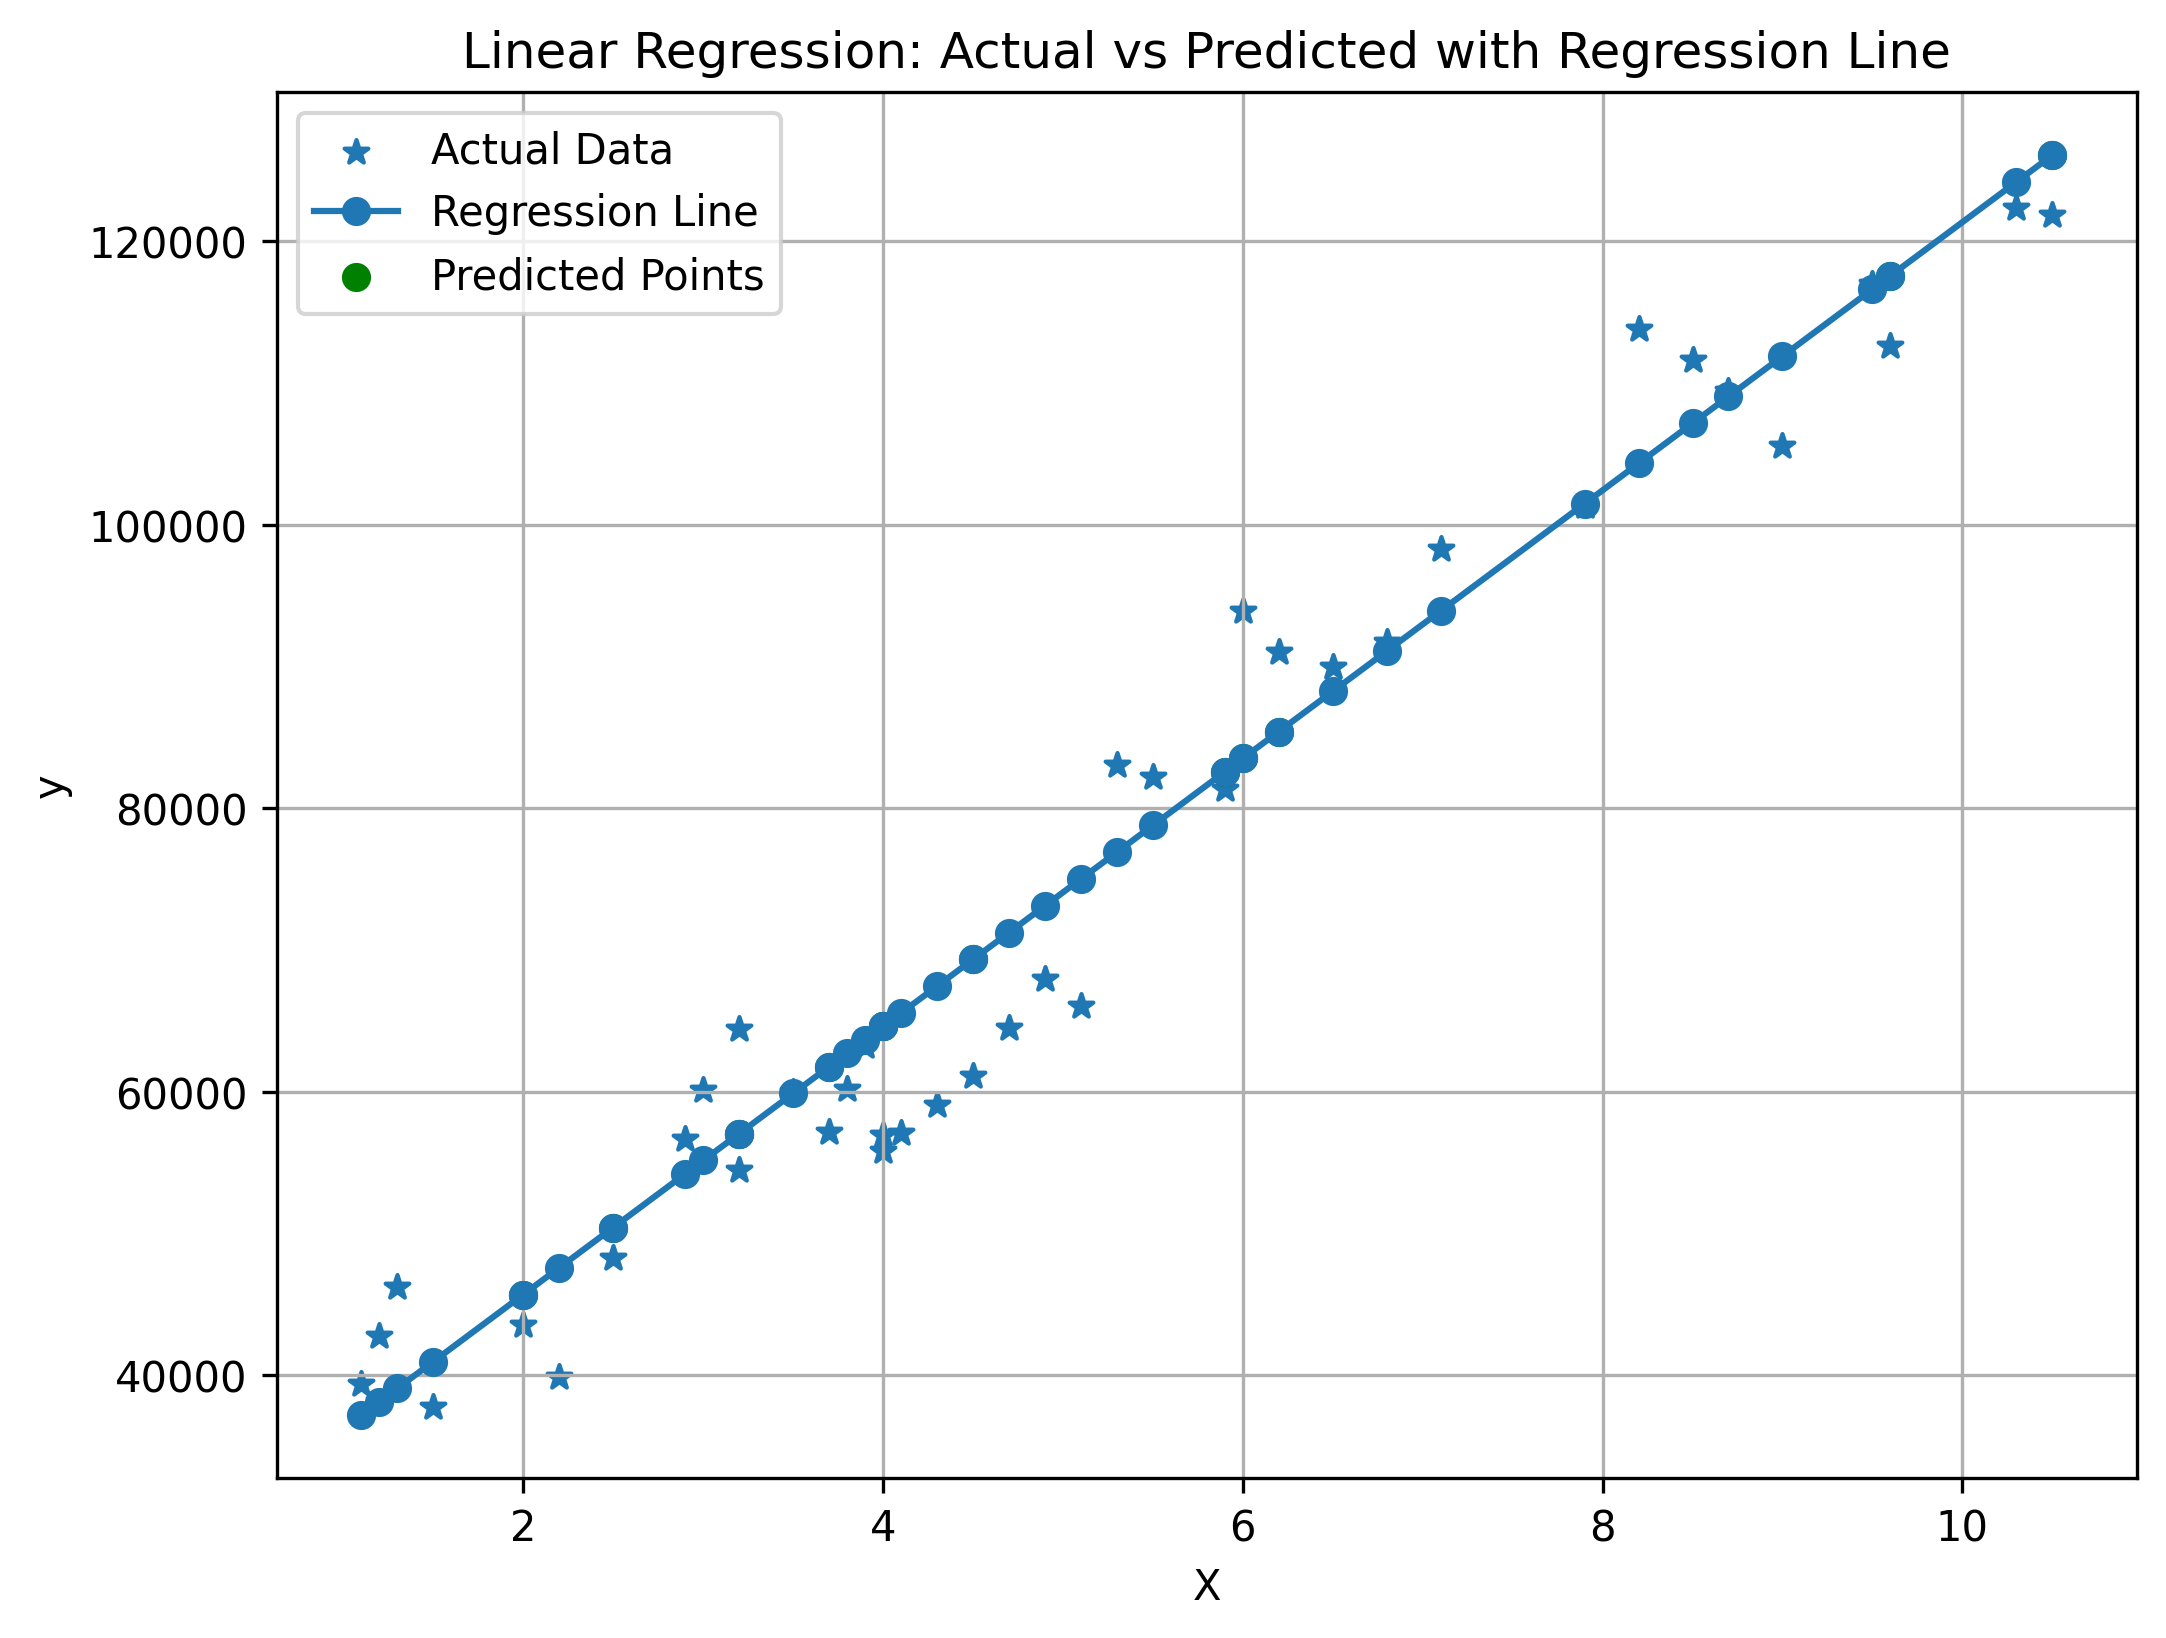 Linear Regression: Actual vs Predicted with Regression Line
Actual Data
Regression Line
Predicted Points
120000
100000
80000
60000
40000
y
2 4 6 8 10
X